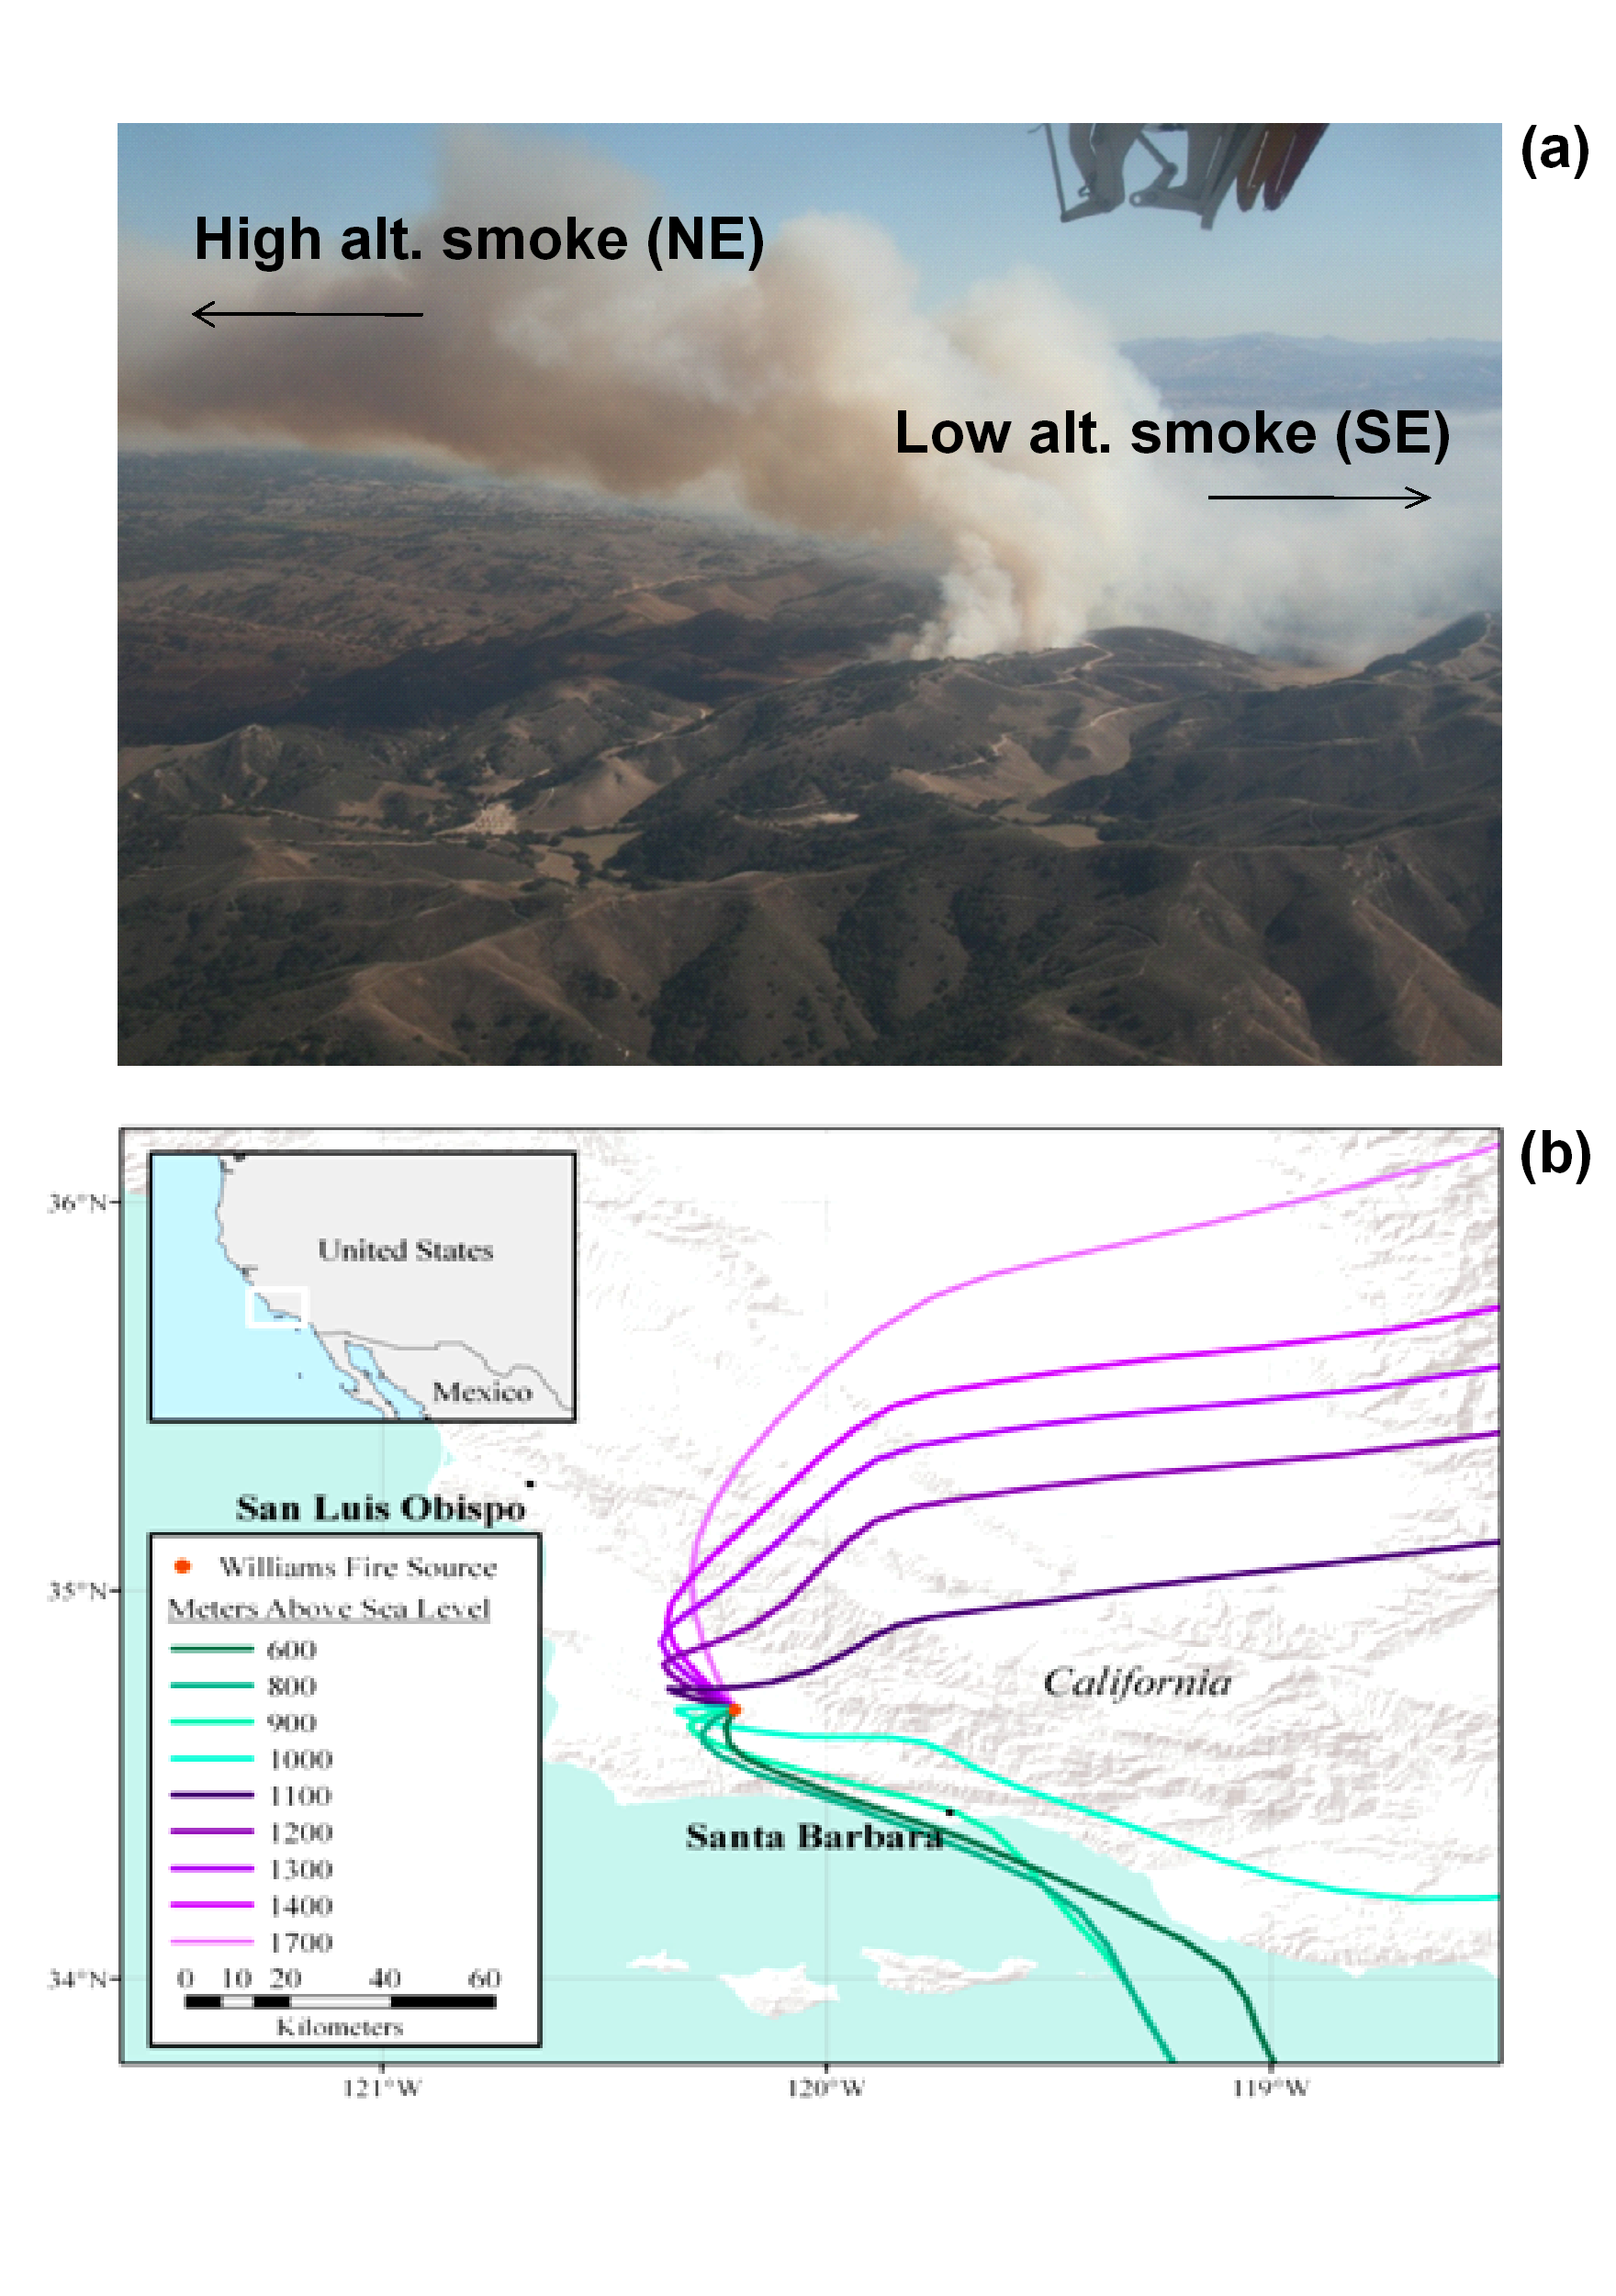 (a)
High alt. smoke (NE)
Low alt. smoke (SE)
(b)
36°N
United States
Mexico
San Luis Obispo
Williams Fire Source
35°N
Meters Above Sea Level
600
800
900
1000
1100
1200
1300
1400
1700
California
Santa Barbara
34°N
0 10 20 40 60
Kilometers
121°W 120°W 119°W